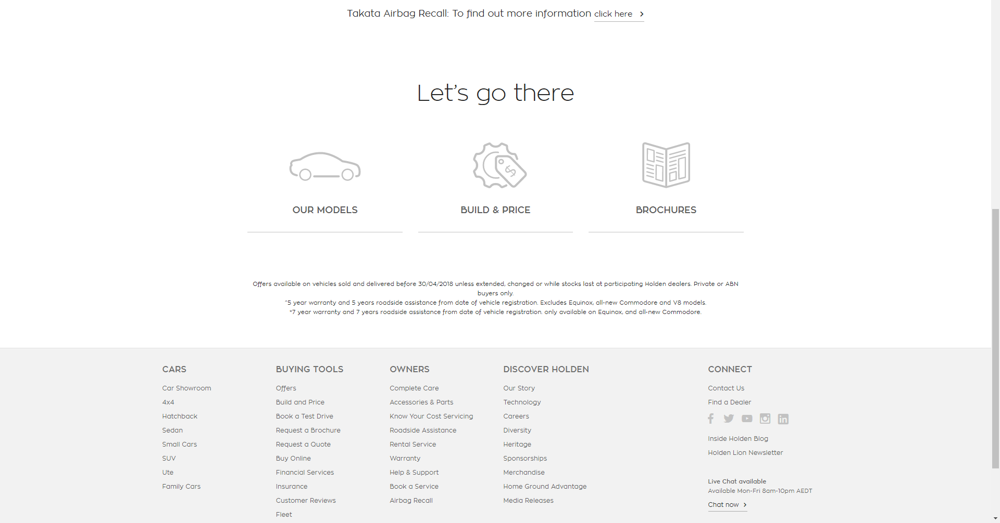 Takata Airbag Recall: To find out more information click here
Let's go there
OUR MODELS
BUILD & PRICE
BROCHURES
Offers available on vehicles sold and delivered before 30/04/2018 unless extended, changed or while stocks last at participating Holden dealers. Private or ABN
buyers only.
^5 year warranty and 5 years roadside assistance from date of vehicle registration. Excludes Equinox, all-new Commodore and V8 models.
*7 year warranty and 7 years roadside assistance from date of vehicle registration. only available on Equinox, and all-new Commodore.
CARS
Car Showroom
4x4
Hatchback
Sedan
Small Cars
SUV
Ute
Family Cars
BUYING TOOLS
Offers
Build and Price
Book a Test Drive
Request a Brochure
Request a Quote
Buy Online
Financial Services
Insurance
Customer Reviews
Fleet
OWNERS
Complete Care
Accessories & Parts
Know Your Cost Servicing
Roadside Assistance
Rental Service
Warranty
Help & Support
Book a Service
Airbag Recall
DISCOVER HOLDEN
Our Story
Technology
Careers
Diversity
Heritage
Sponsorships
Merchandise
Home Ground Advantage
Media Releases
CONNECT
Contact Us
Find a Dealer
Inside Holden Blog
Holden Lion Newsletter
Live Chat available
Available Mon-Fri 8am-10pm AEDT
Chat now